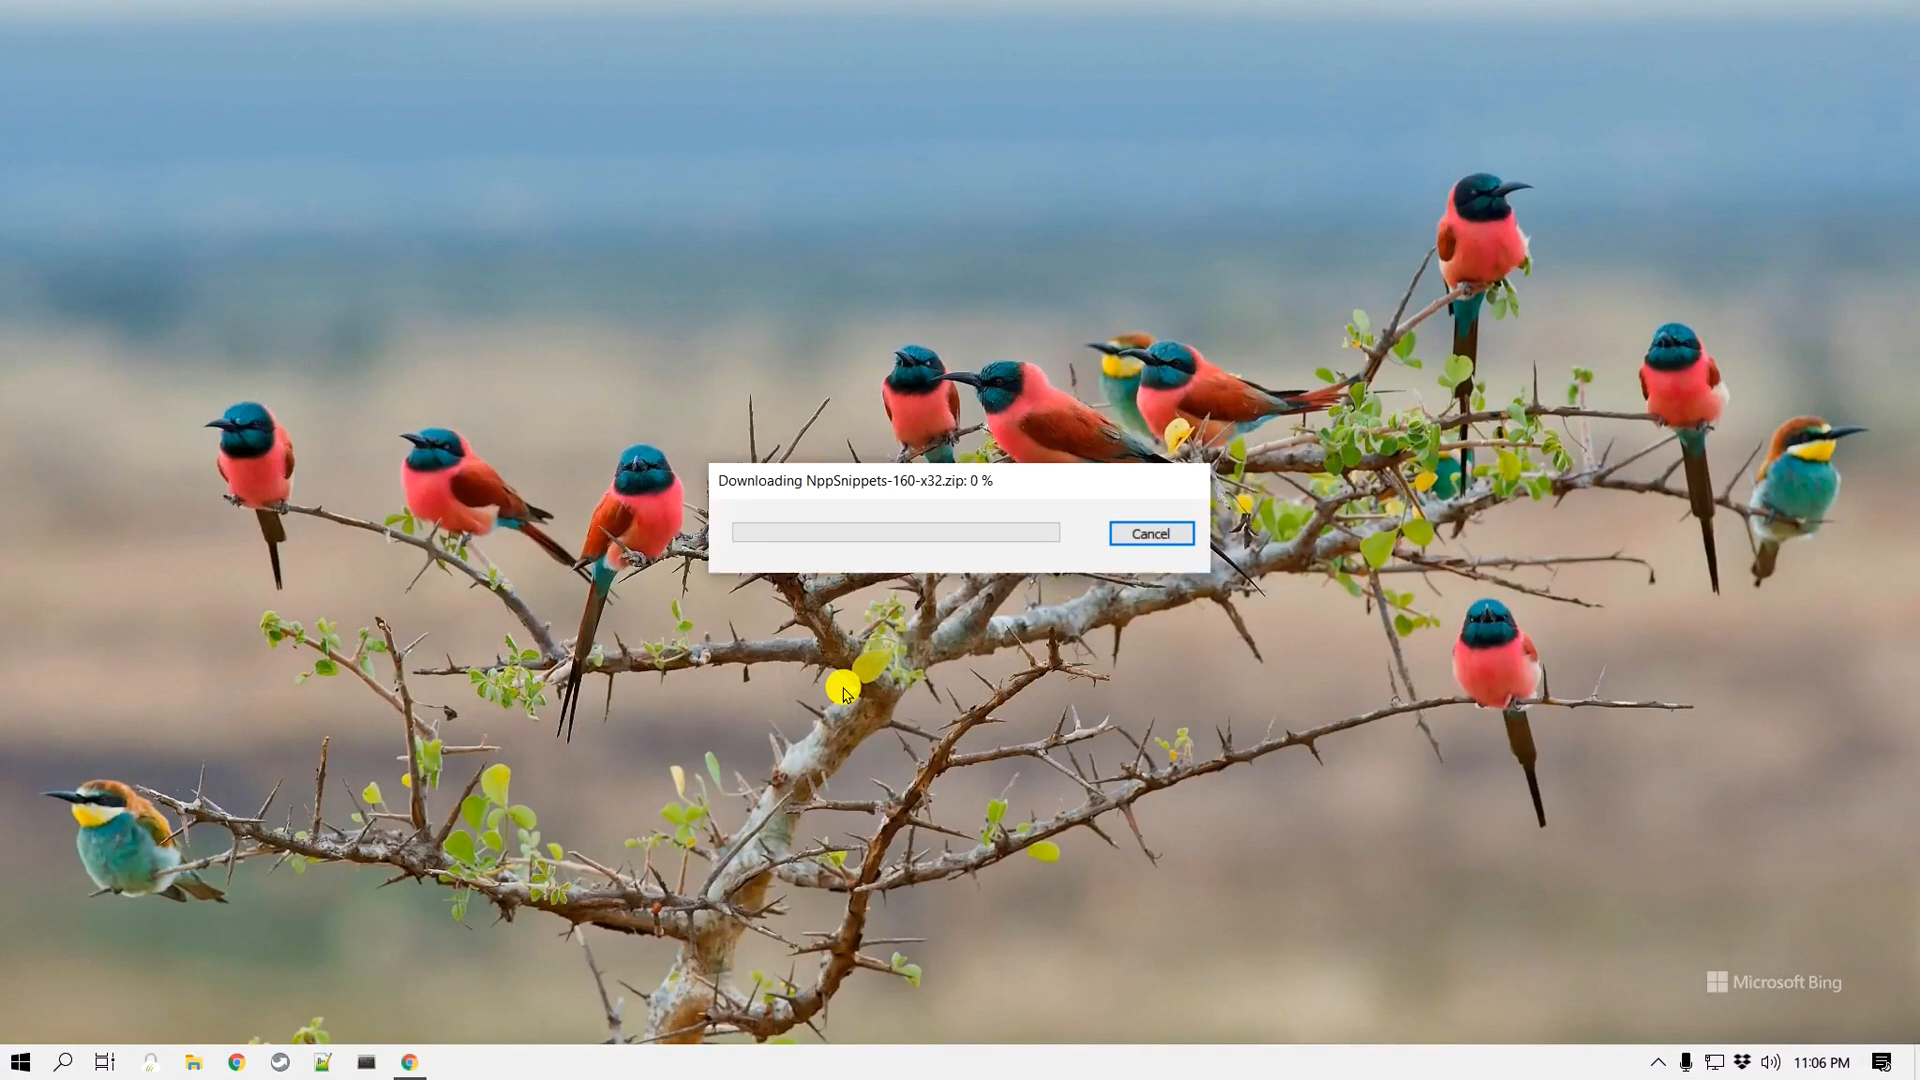 Downloading NppSnippets-160-x32.zip: 0 %
Cancel
Microsoft Bing
11:06 PM